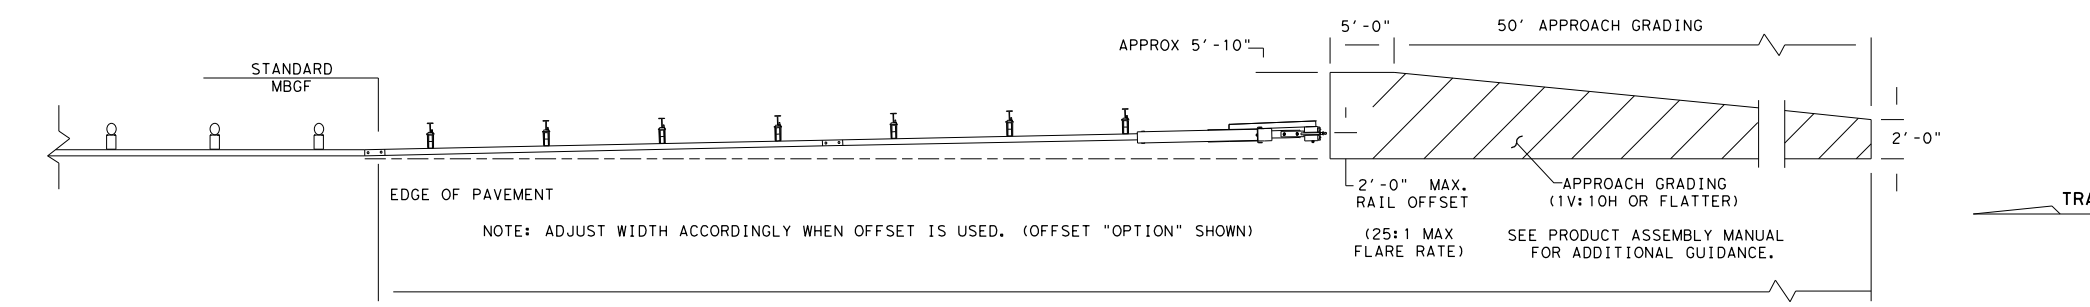 5'-0"
50' APPROACH GRADING
APPROX 5'-10"
STANDARD
MBGF
2'-0"
EDGE OF PAVEMENT
2'-0" MAX.
RAIL OFFSET
APPROACH GRADING
(1V:10H OR FLATTER)
NOTE: ADJUST WIDTH ACCORDINGLY WHEN OFFSET IS USED. (OFFSET "OPTION" SHOWN)
(25:1 MAX
FLARE RATE)
SEE PRODUCT ASSEMBLY MANUAL
FOR ADDITIONAL GUIDANCE.